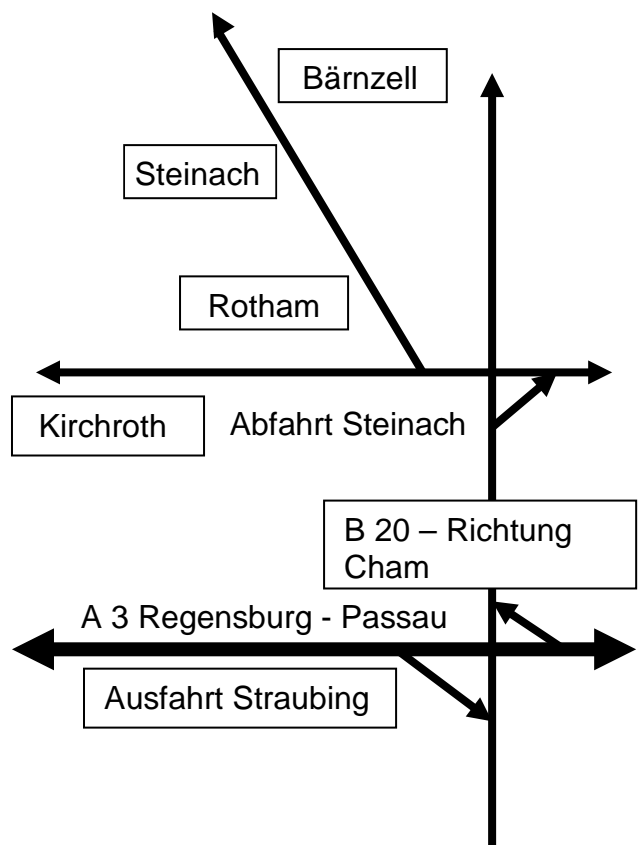 Bärnzell
Steinach
Rotham
Kirchroth
Abfahrt Steinach
B 20 – Richtung
Cham
A 3 Regensburg - Passau
Ausfahrt Straubing